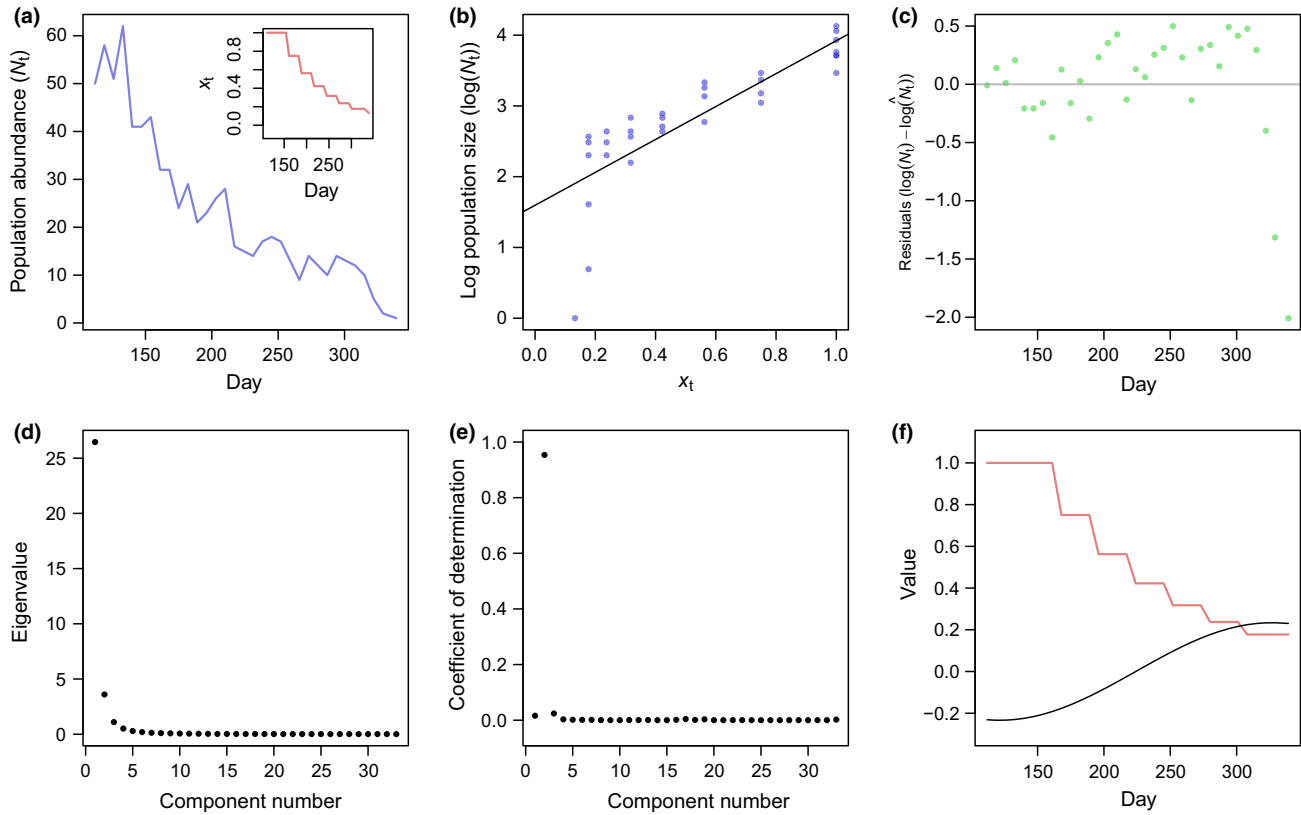 (a)
Population abundance (Nt)
60
50
40
30
20
10
0
150 200 250 300
Day
xt
0.8
0.4
0.0
150 250
Day
(b)
Log population size (log(Nt))
4
3
2
1
0
0.0 0.2 0.4 0.6 0.8 1.0
xt
(c)
Residuals (log(Nt) – log(N̂t))
0.5
0.0
−0.5
−1.0
−1.5
−2.0
150 200 250 300
Day
(d)
Eigenvalue
25
20
15
10
5
0
0 5 10 15 20 25 30
Component number
(e)
Coefficient of determination
1.0
0.8
0.6
0.4
0.2
0.0
0 5 10 15 20 25 30
Component number
(f)
Value
1.0
0.8
0.6
0.4
0.2
0.0
−0.2
150 200 250 300
Day